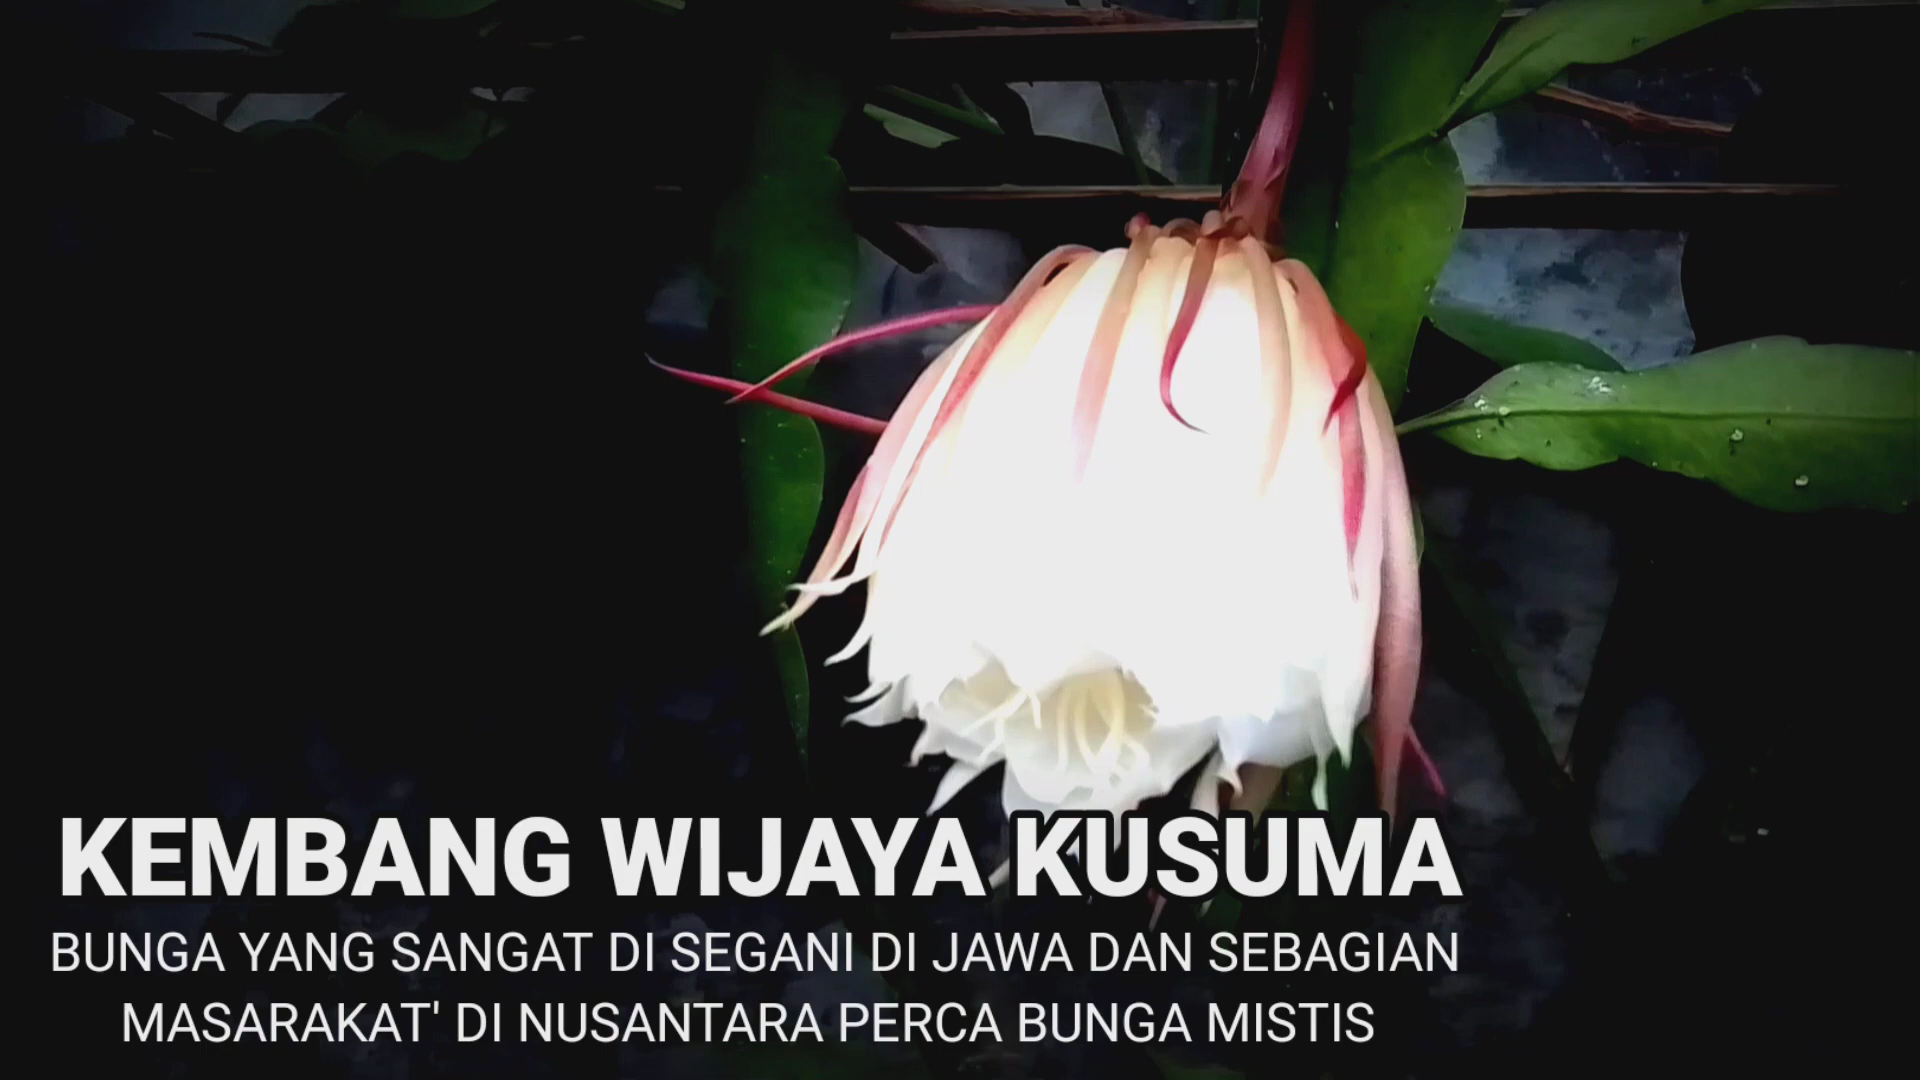 KEMBANG WIJAYA KUSUMA
BUNGA YANG SANGAT DI SEGANI DI JAWA DAN SEBAGIAN
MASARAKAT' DI NUSANTARA PERCA BUNGA MISTIS